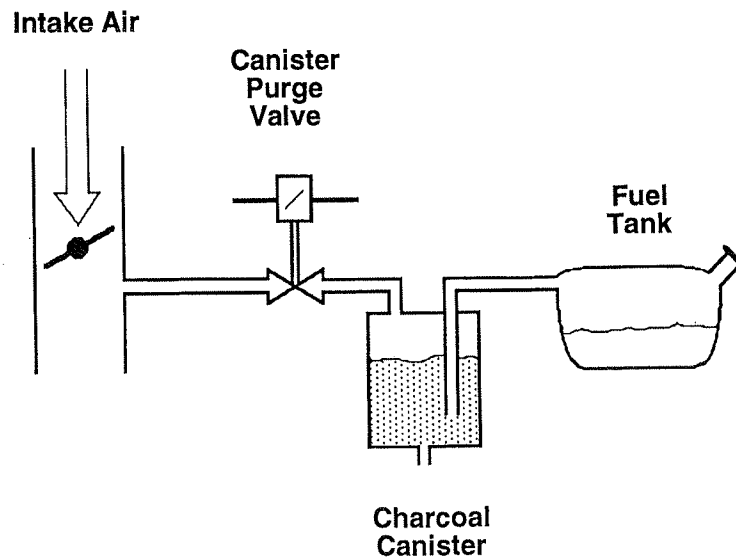 Intake Air
Canister
Purge
Valve
Fuel
Tank
Charcoal
Canister